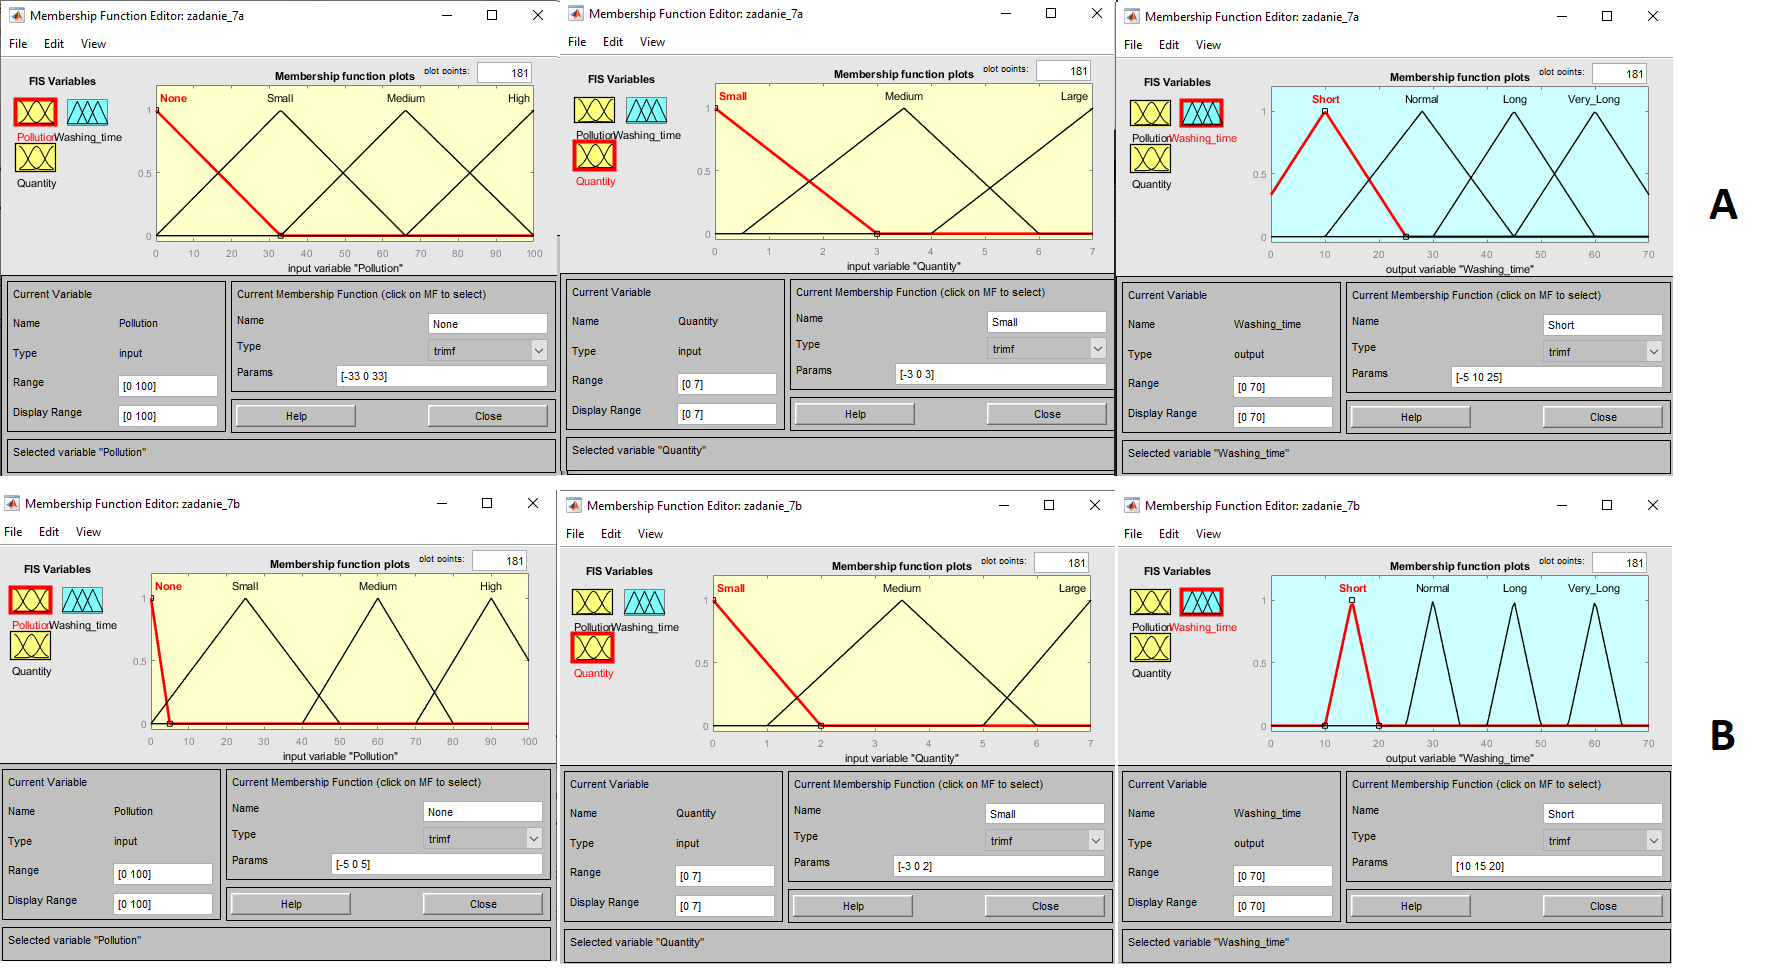 Membership Function Editor: zadanie_7a
File Edit View
FIS Variables
Membership function plots
plot points:
181
None Small Medium High
Pollution Washing_time
Quantity
1
0.5
0
0 10 20 30 40 50 60 70 80 90 100
input variable "Pollution"
Current Variable
Name Pollution
Type input
Range [0 100]
Display Range [0 100]
Current Membership Function (click on MF to select)
Name None
Type trimf
Params [-33 0 33]
Help Close
Selected variable "Pollution"
Membership Function Editor: zadanie_7a
File Edit View
FIS Variables
Membership function plots
plot points:
181
Small Medium Large
Pollution Washing_time
Quantity
1
0.5
0
0 1 2 3 4 5 6 7
input variable "Quantity"
Current Variable
Name Quantity
Type input
Range [0 7]
Display Range [0 7]
Current Membership Function (click on MF to select)
Name Small
Type trimf
Params [-3 0 3]
Help Close
Selected variable "Quantity"
Membership Function Editor: zadanie_7a
File Edit View
FIS Variables
Membership function plots
plot points:
181
Short Normal Long Very_Long
Pollution Washing_time
Quantity
1
0.5
0
0 10 20 30 40 50 60 70
output variable "Washing_time"
Current Variable
Name Washing_time
Type output
Range [0 70]
Display Range [0 70]
Current Membership Function (click on MF to select)
Name Short
Type trimf
Params [-5 10 25]
Help Close
Selected variable "Washing_time"
A
Membership Function Editor: zadanie_7b
File Edit View
FIS Variables
Membership function plots
plot points:
181
None Small Medium High
Pollution Washing_time
Quantity
1
0.5
0
0 10 20 30 40 50 60 70 80 90 100
input variable "Pollution"
Current Variable
Name Pollution
Type input
Range [0 100]
Display Range [0 100]
Current Membership Function (click on MF to select)
Name None
Type trimf
Params [-5 0 5]
Help Close
Selected variable "Pollution"
Membership Function Editor: zadanie_7b
File Edit View
FIS Variables
Membership function plots
plot points:
181
Small Medium Large
Pollution Washing_time
Quantity
1
0.5
0
0 1 2 3 4 5 6 7
input variable "Quantity"
Current Variable
Name Quantity
Type input
Range [0 7]
Display Range [0 7]
Current Membership Function (click on MF to select)
Name Small
Type trimf
Params [-3 0 2]
Help Close
Selected variable "Quantity"
Membership Function Editor: zadanie_7b
File Edit View
FIS Variables
Membership function plots
plot points:
181
Short Normal Long Very_Long
Pollution Washing_time
Quantity
1
0.5
0
0 10 20 30 40 50 60 70
output variable "Washing_time"
Current Variable
Name Washing_time
Type output
Range [0 70]
Display Range [0 70]
Current Membership Function (click on MF to select)
Name Short
Type trimf
Params [10 15 20]
Help Close
Selected variable "Washing_time"
B